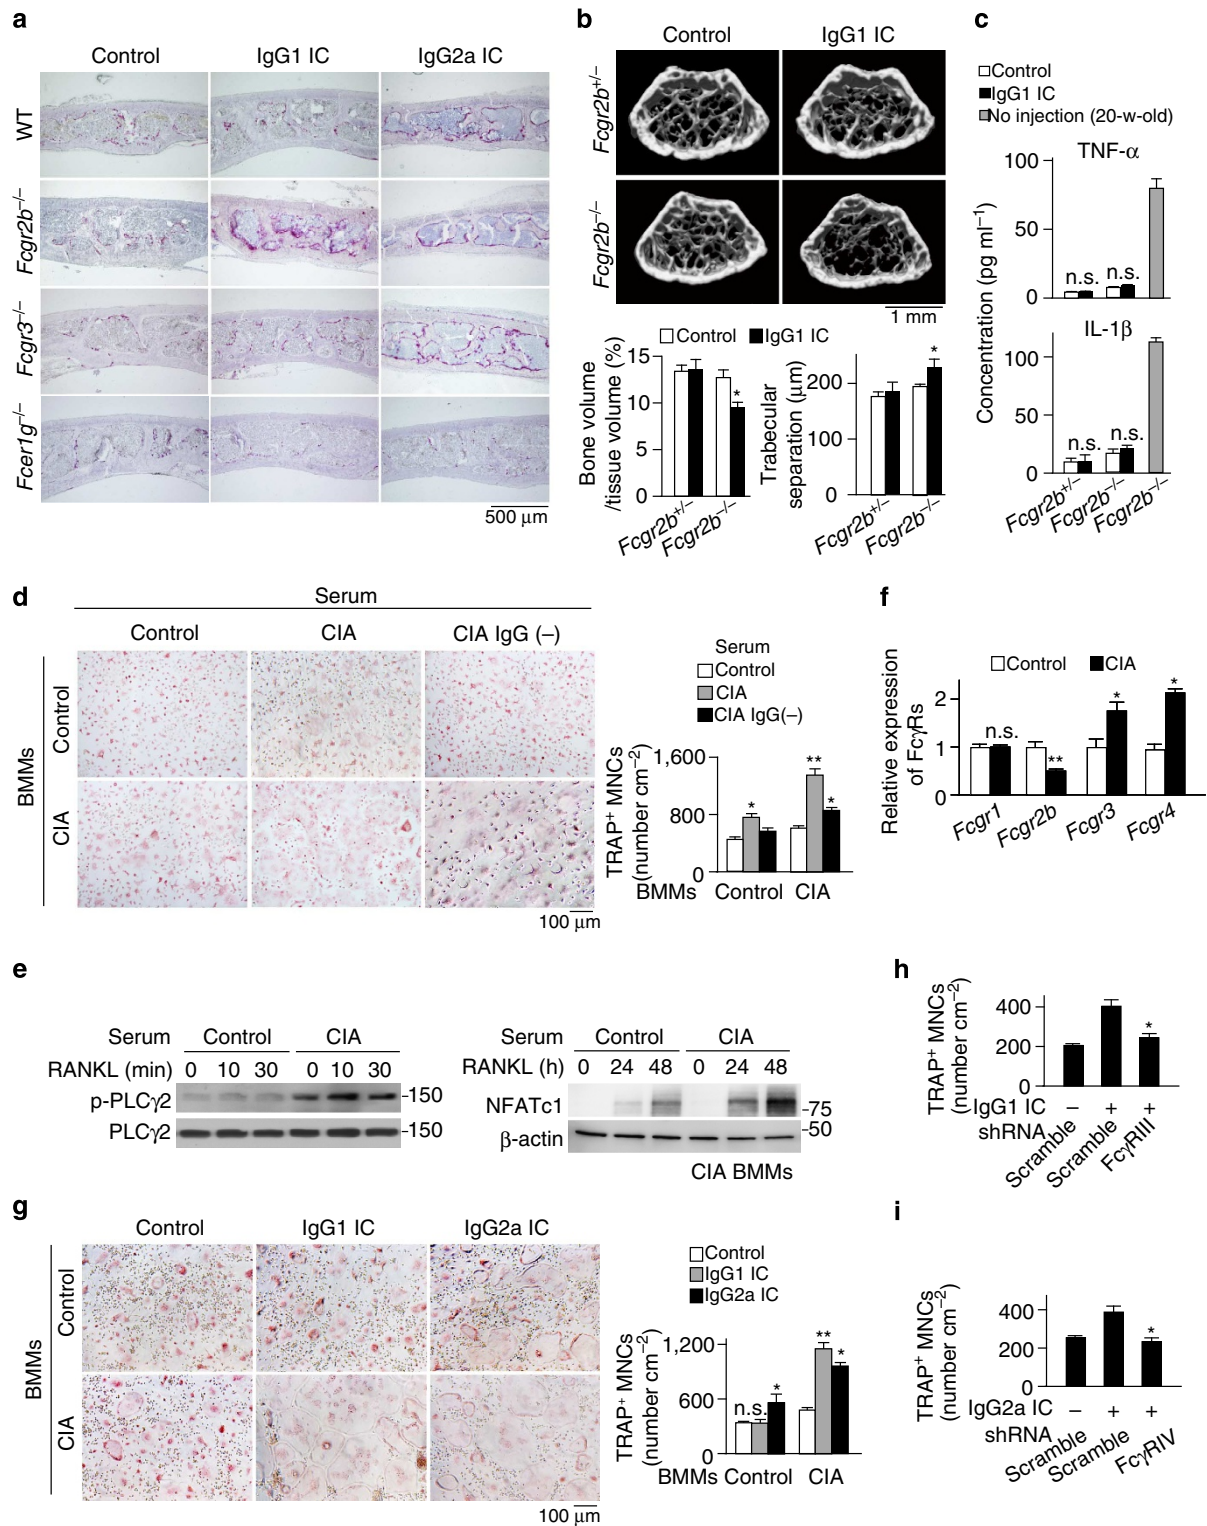 a
Control IgG1 IC IgG2a IC
WT
Fcgr2b–/–
Fcgr3–/–
Fcer1g–/–
500 μm
b
Control IgG1 IC
Fcgr2b+/–
Fcgr2b–/–
1 mm
Control IgG1 IC
Bone volume
/tissue volume (%)
15
10
5
0
Fcgr2b+/–
Fcgr2b–/–
Trabecular
separation (μm)
200
100
0
*
*
Fcgr2b+/–
Fcgr2b–/–
c
Control
IgG1 IC
No injection (20-w-old)
Concentration (pg ml–1)
TNF-α
100
50
0
n.s. n.s.
IL-1β
100
50
0
n.s. n.s.
Fcgr2b+/–
Fcgr2b–/–
Fcgr2b–/–
d
Serum
Control CIA CIA IgG (–)
BMMs
Control
CIA
100 μm
Serum
Control
CIA
CIA IgG(–)
TRAP+ MNCs
(number cm–2)
1,600
800
0
* ** *
BMMs Control CIA
f
Control CIA
Relative expression
of FcγRs
2
1
0
n.s. ** * *
Fcgr1
Fcgr2b
Fcgr3
Fcgr4
e
Serum Control CIA
RANKL (min) 0 10 30 0 10 30
p-PLCγ2 -150
PLCγ2 -150
Serum Control CIA
RANKL (h) 0 24 48 0 24 48
NFATc1 -75
-50
β-actin
CIA BMMs
h
TRAP+ MNCs
(number cm–2)
400
200
0
*
IgG1 IC – + +
shRNA
Scramble
Scramble
FcγRIII
g
Control IgG1 IC IgG2a IC
BMMs
Control
CIA
100 μm
Control
IgG1 IC
IgG2a IC
TRAP+ MNCs
(number cm–2)
1,200
600
0
n.s. * ** *
BMMs Control CIA
i
TRAP+ MNCs
(number cm–2)
400
200
0
*
IgG2a IC – + +
shRNA
Scramble
Scramble
FcγRIV